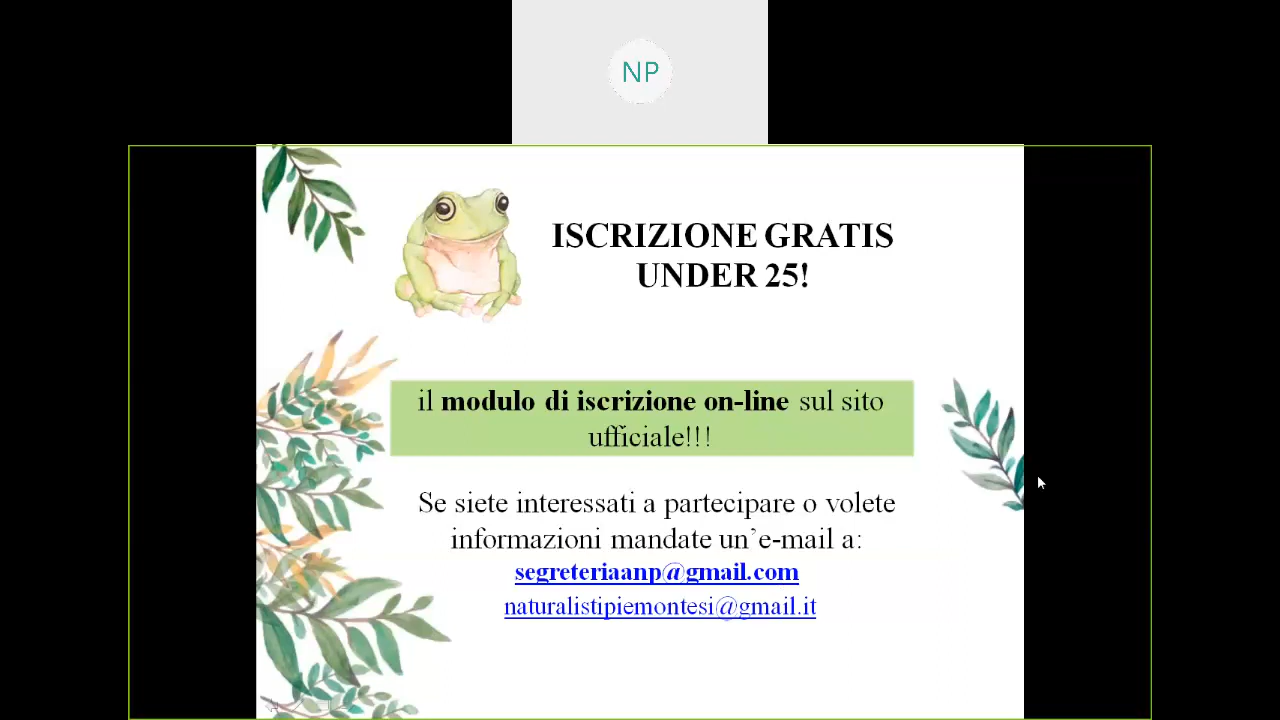 NP
ISCRIZIONE GRATIS
UNDER 25!
il modulo di iscrizione on-line sul sito
ufficiale!!!
Se siete interessati a partecipare o volete
informazioni mandate un’e-mail a:
segreteriaanp@gmail.com
naturalistipiemontesi@gmail.it